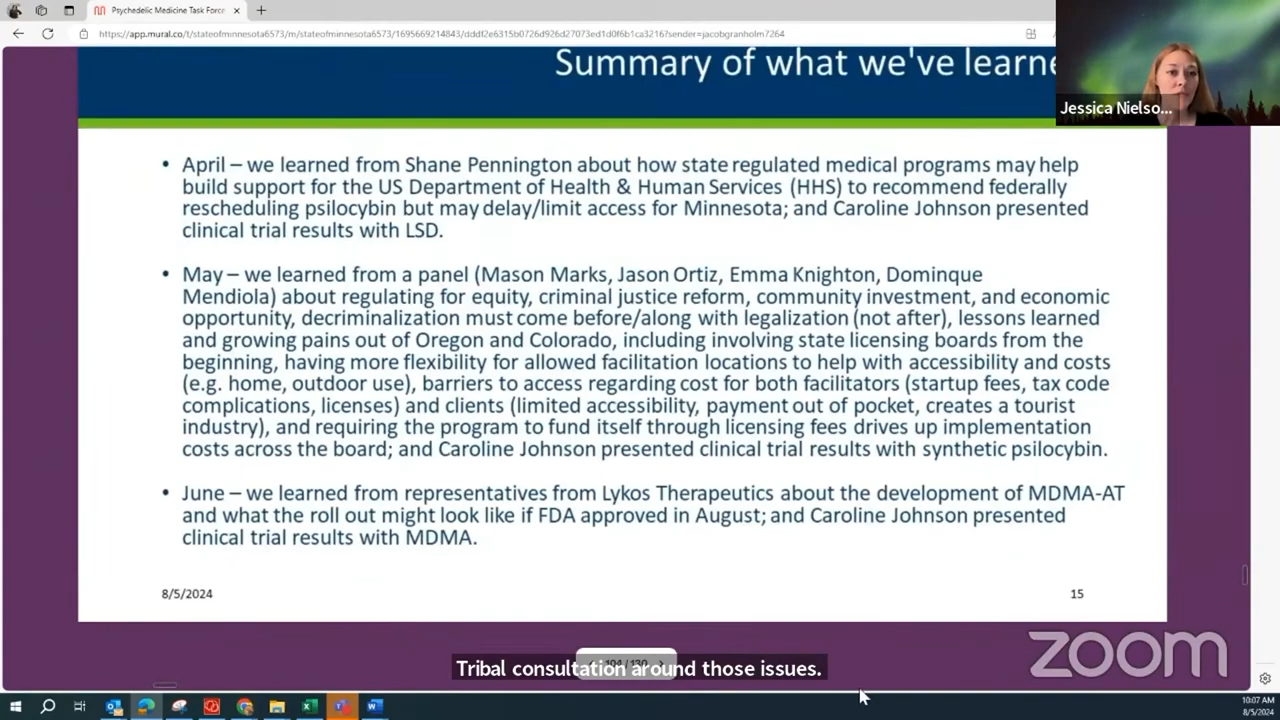 Psychedelic Medicine Task Force
https://app.mural.co/t/stateofminnesota6573/m/stateofminnesota6573/1695669214843/dddf2e6315b0726d926d27073ed1d0f6b1ca3216?sender=jacobgranholm7264
Summary of what we've learne
Jessica Nielso...
• April – we learned from Shane Pennington about how state regulated medical programs may help
build support for the US Department of Health & Human Services (HHS) to recommend federally
rescheduling psilocybin but may delay/limit access for Minnesota; and Caroline Johnson presented
clinical trial results with LSD.
• May – we learned from a panel (Mason Marks, Jason Ortiz, Emma Knighton, Dominque
Mendiola) about regulating for equity, criminal justice reform, community investment, and economic
opportunity, decriminalization must come before/along with legalization (not after), lessons learned
and growing pains out of Oregon and Colorado, including involving state licensing boards from the
beginning, having more flexibility for allowed facilitation locations to help with accessibility and costs
(e.g. home, outdoor use), barriers to access regarding cost for both facilitators (startup fees, tax code
complications, licenses) and clients (limited accessibility, payment out of pocket, creates a tourist
industry), and requiring the program to fund itself through licensing fees drives up implementation
costs across the board; and Caroline Johnson presented clinical trial results with synthetic psilocybin.
• June – we learned from representatives from Lykos Therapeutics about the development of MDMA-AT
and what the roll out might look like if FDA approved in August; and Caroline Johnson presented
clinical trial results with MDMA.
8/5/2024
15
Tribal consultation around those issues.
zoom
10:07 AM
8/5/2024